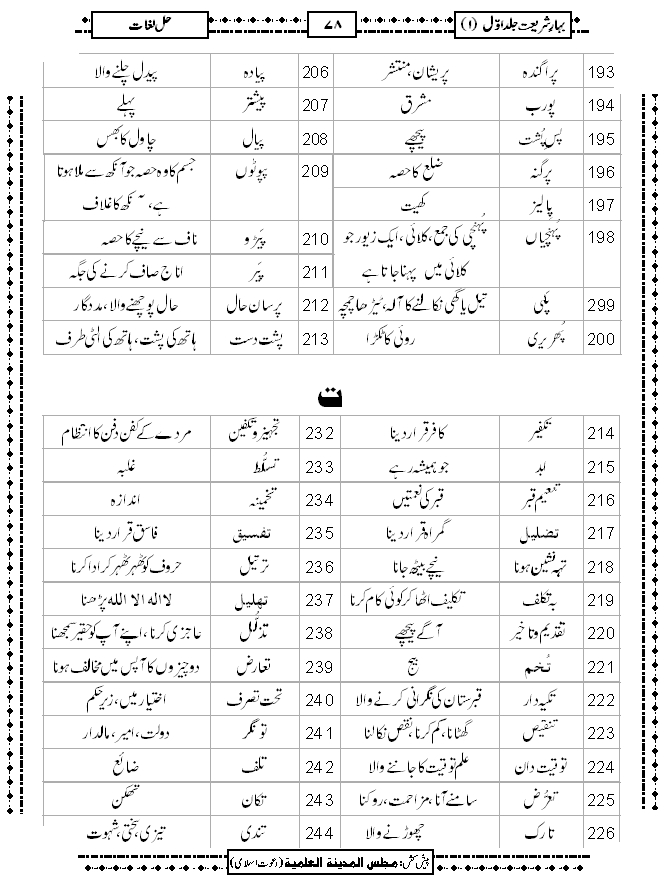 بہارِ شریعت جلد اوّل (۱) ۷۸ حل لغات
193 پراگندہ پریشان، منتشر 206 پیادہ پیدل چلنے والا
194 پورب مشرق 207 پیشتر پہلے
195 پس پُشت پیچھے 208 پیال چاول کا بھس
196 پرگنہ ضلع کا حصہ 209 پپوٹوں جسم کا وہ حصہ جو آنکھ سے ملا ہوتا
197 پالیز کھیت ہے، آنکھ کا غلاف
198 پُہنچیاں پُہنچی کی جمع، کلائی، ایک زیور جو 210 پَیڑو ناف سے نیچے کا حصہ
کلائی میں پہنا جاتا ہے 211 پَیر اناج صاف کرنے کی جگہ
299 پلی تیل یا گھی نکالنے کا آلہ، ٹیڑھا چمچہ 212 پرسان حال حال پوچھنے والا، مددگار
200 پُھریری روئی کا ٹکڑا 213 پشت دست ہاتھ کی پشت، ہاتھ کی الٹی طرف
ت
214 تکفیر کافر قرار دینا 232 تجہیز و تکفین مردے کے کفن دفن کا انتظام
215 ابد جو ہمیشہ رہے 233 تسلُّط غلبہ
216 تنعیم قبر قبر کی نعمتیں 234 تخمینہ اندازہ
217 تضلیل گمراہ قرار دینا 235 تفسیق فاسق قرار دینا
218 تہہ نشین ہونا نیچے بیٹھ جانا 236 ترتیل حروف کو ٹھہر ٹھہر کر ادا کرنا
219 بہ تکلف تکلیف اٹھا کر کوئی کام کرنا 237 تھلیل لا الہ الا اللہ پڑھنا
220 تقدیم و تاخیر آگے پیچھے 238 تذلُّل عاجزی کرنا، اپنے آپ کو حقیر سمجھنا
221 تُخم بیج 239 تعارض دو چیزوں کا آپس میں مخالف ہونا
222 تکیہ دار قبرستان کی نگرانی کرنے والا 240 تحت تصرف اختیار میں، زیر حکم
223 تنقیص گھٹانا، کم کرنا، نقص نکالنا 241 تونگر دولت، امیر، مالدار
224 توقیت دان علم توقیت کا جاننے والا 242 تلف ضائع
225 تعرُّض سامنے آنا، مزاحمت، روکنا 243 تکان تھکن
226 تارک چھوڑنے والا 244 تندی تیزی، سختی، شہوت
پیش کش: مجلس المدینۃ العلمیۃ (دعوتِ اسلامی)